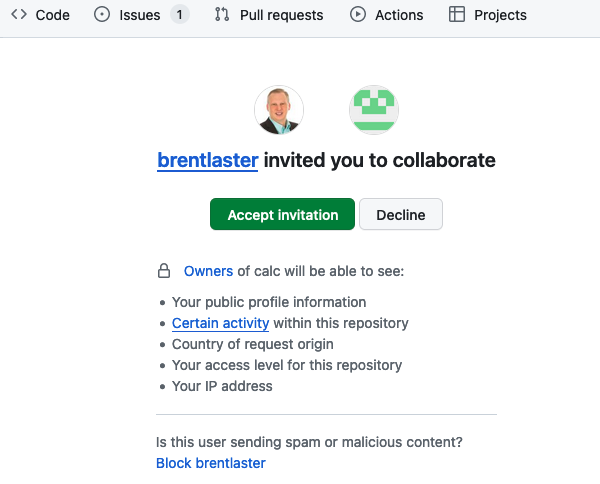 Code Issues 1 Pull requests Actions Projects
brentlaster invited you to collaborate
Accept invitation Decline
Owners of calc will be able to see:
• Your public profile information
• Certain activity within this repository
• Country of request origin
• Your access level for this repository
• Your IP address
Is this user sending spam or malicious content?
Block brentlaster